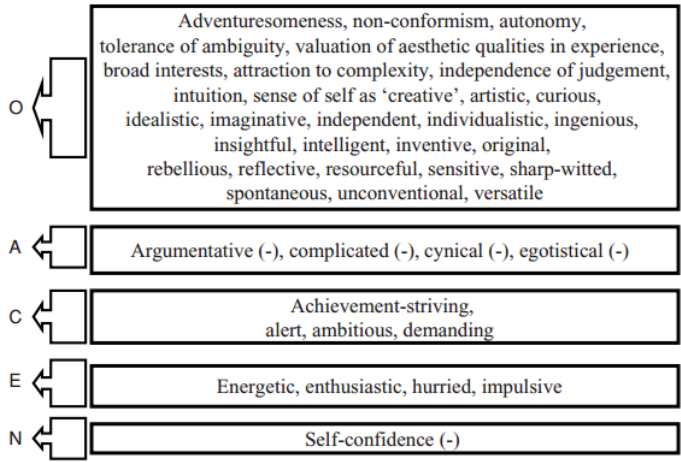 Adventuresomeness, non-conformism, autonomy,
tolerance of ambiguity, valuation of aesthetic qualities in experience,
broad interests, attraction to complexity, independence of judgement,
intuition, sense of self as ‘creative’, artistic, curious,
O
idealistic, imaginative, independent, individualistic, ingenious,
insightful, intelligent, inventive, original,
rebellious, reflective, resourceful, sensitive, sharp-witted,
spontaneous, unconventional, versatile
A
Argumentative (-), complicated (-), cynical (-), egotistical (-)
C
Achievement-striving,
alert, ambitious, demanding
E
Energetic, enthusiastic, hurried, impulsive
N
Self-confidence (-)